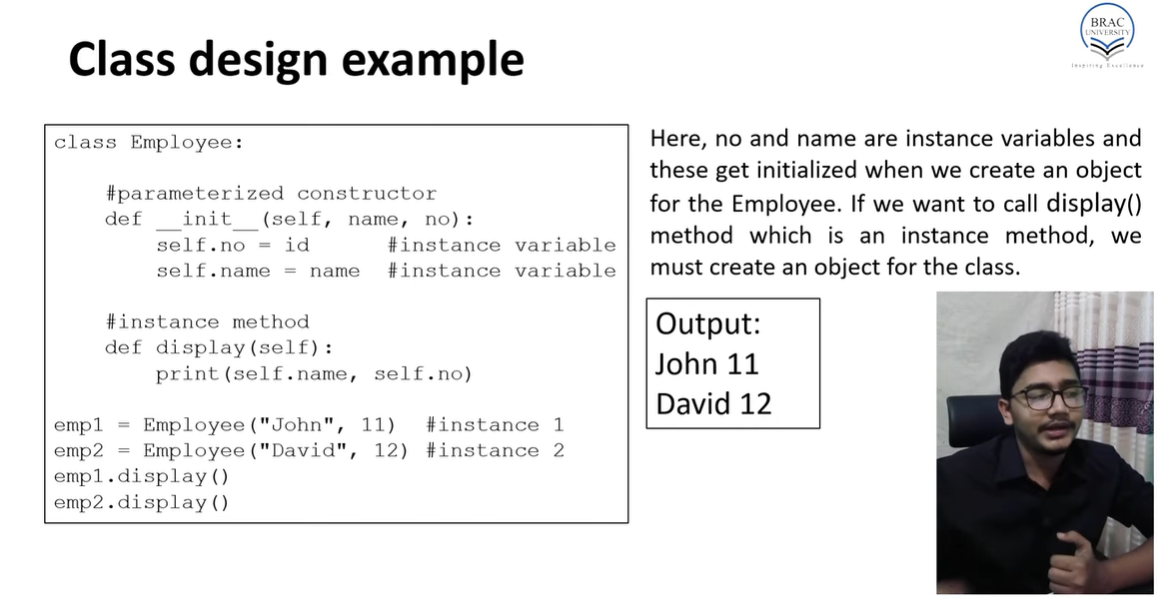 BRAC
UNIVERSITY
Inspiring Excellence
Class design example
class Employee:
#parameterized constructor
def __init__(self, name, no):
self.no = id #instance variable
self.name = name #instance variable
#instance method
def display(self):
print(self.name, self.no)
emp1 = Employee("John", 11) #instance 1
emp2 = Employee("David", 12) #instance 2
emp1.display()
emp2.display()
Here, no and name are instance variables and
these get initialized when we create an object
for the Employee. If we want to call display()
method which is an instance method, we
must create an object for the class.
Output:
John 11
David 12